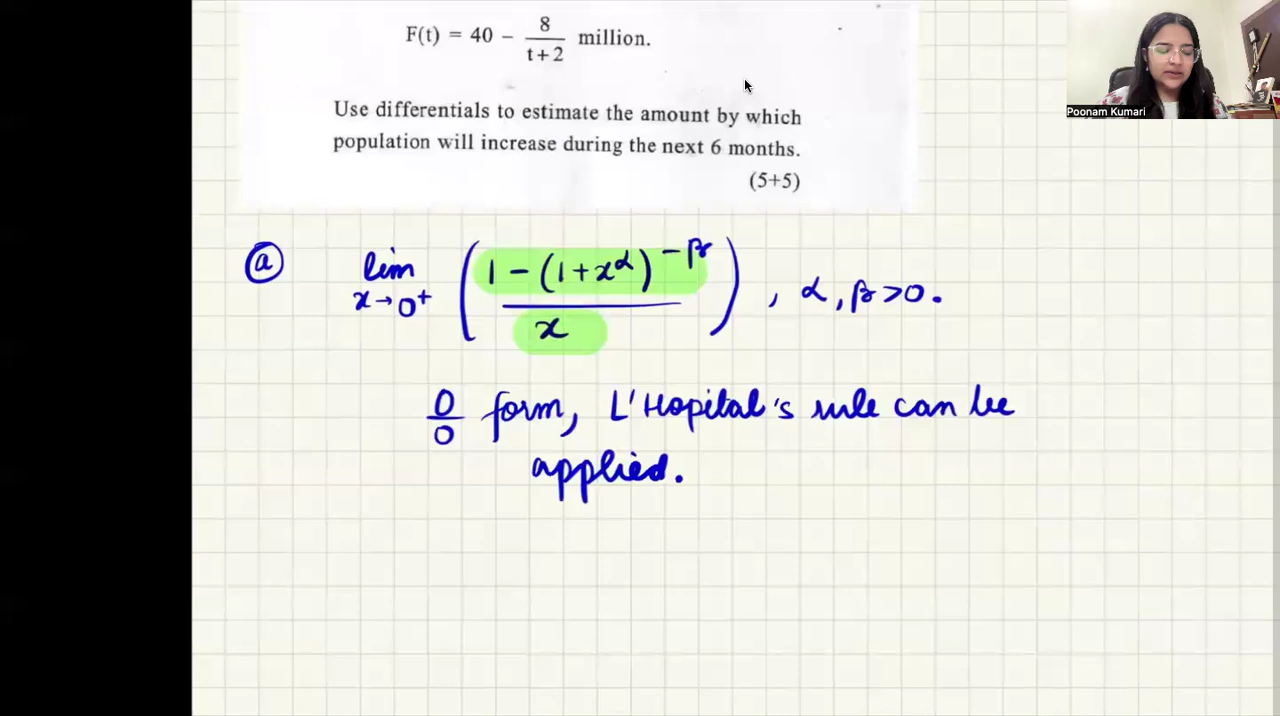 F(t) = 40 - 8/(t+2) million.
Poonam Kumari
Use differentials to estimate the amount by which
population will increase during the next 6 months.
(5+5)
ⓐ lim x→0⁺ ( (1-(1+x^α)^-β) / x ) , α, β>0.
0/0 form, L'Hopital's rule can be
applied.